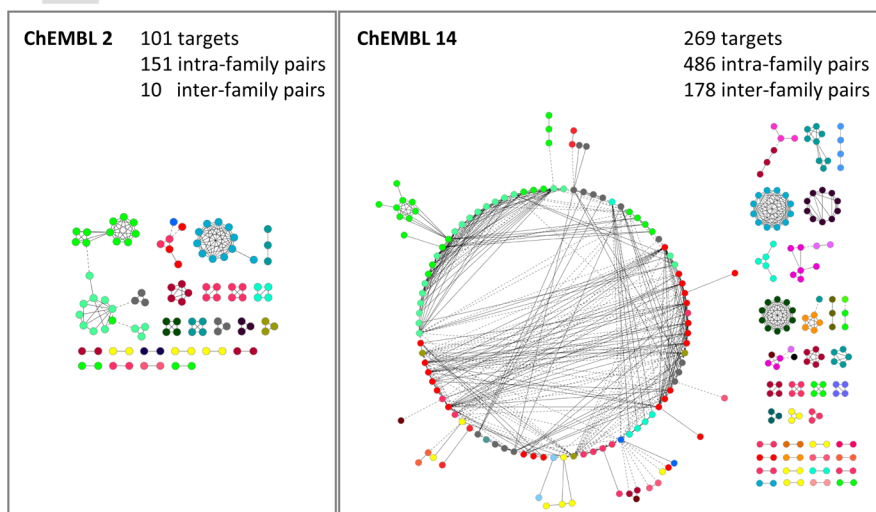 ChEMBL 2 101 targets
151 intra-family pairs
10 inter-family pairs
ChEMBL 14 269 targets
486 intra-family pairs
178 inter-family pairs